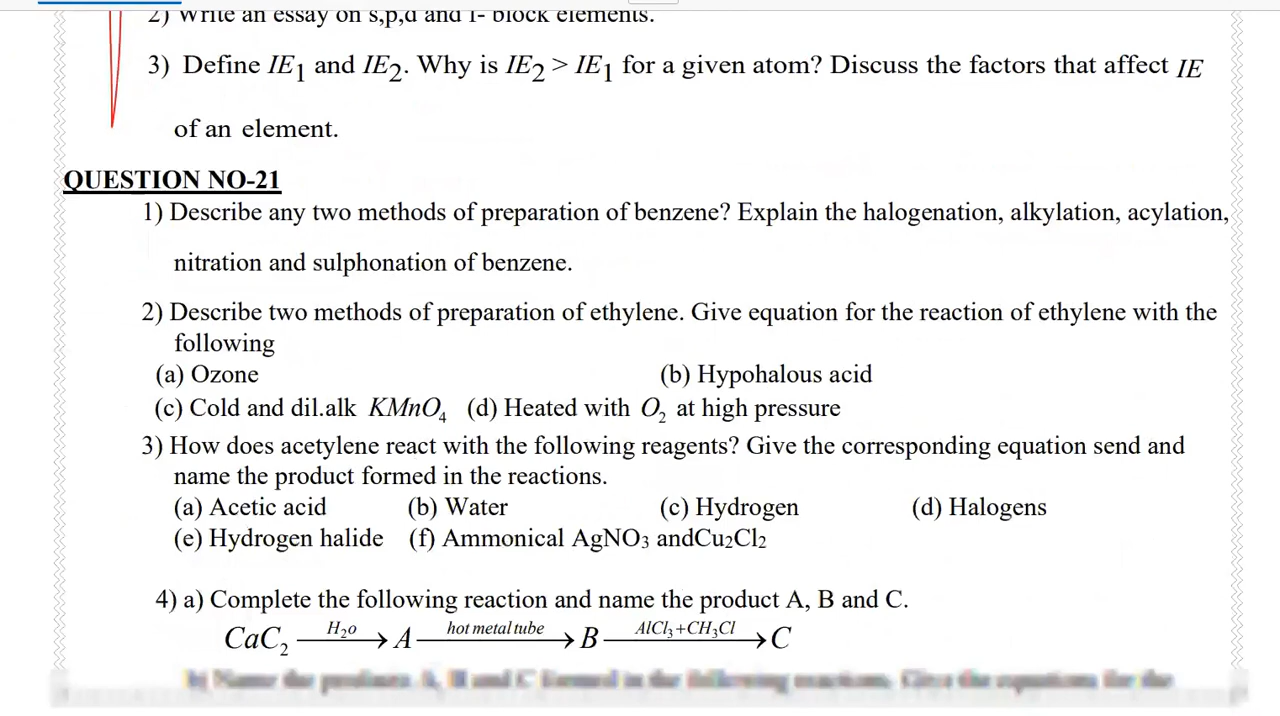 2) Write an essay on s,p,d and f- block elements.
3) Define IE1 and IE2. Why is IE2 > IE1 for a given atom? Discuss the factors that affect IE
of an element.
QUESTION NO-21
1) Describe any two methods of preparation of benzene? Explain the halogenation, alkylation, acylation,
nitration and sulphonation of benzene.
2) Describe two methods of preparation of ethylene. Give equation for the reaction of ethylene with the
following
(a) Ozone (b) Hypohalous acid
(c) Cold and dil.alk KMnO4 (d) Heated with O2 at high pressure
3) How does acetylene react with the following reagents? Give the corresponding equation send and
name the product formed in the reactions.
(a) Acetic acid (b) Water (c) Hydrogen (d) Halogens
(e) Hydrogen halide (f) Ammonical AgNO3 andCu2Cl2
4) a) Complete the following reaction and name the product A, B and C.
CaC2 —H2o→ A —hot metal tube→ B —AlCl3+CH3Cl→ C